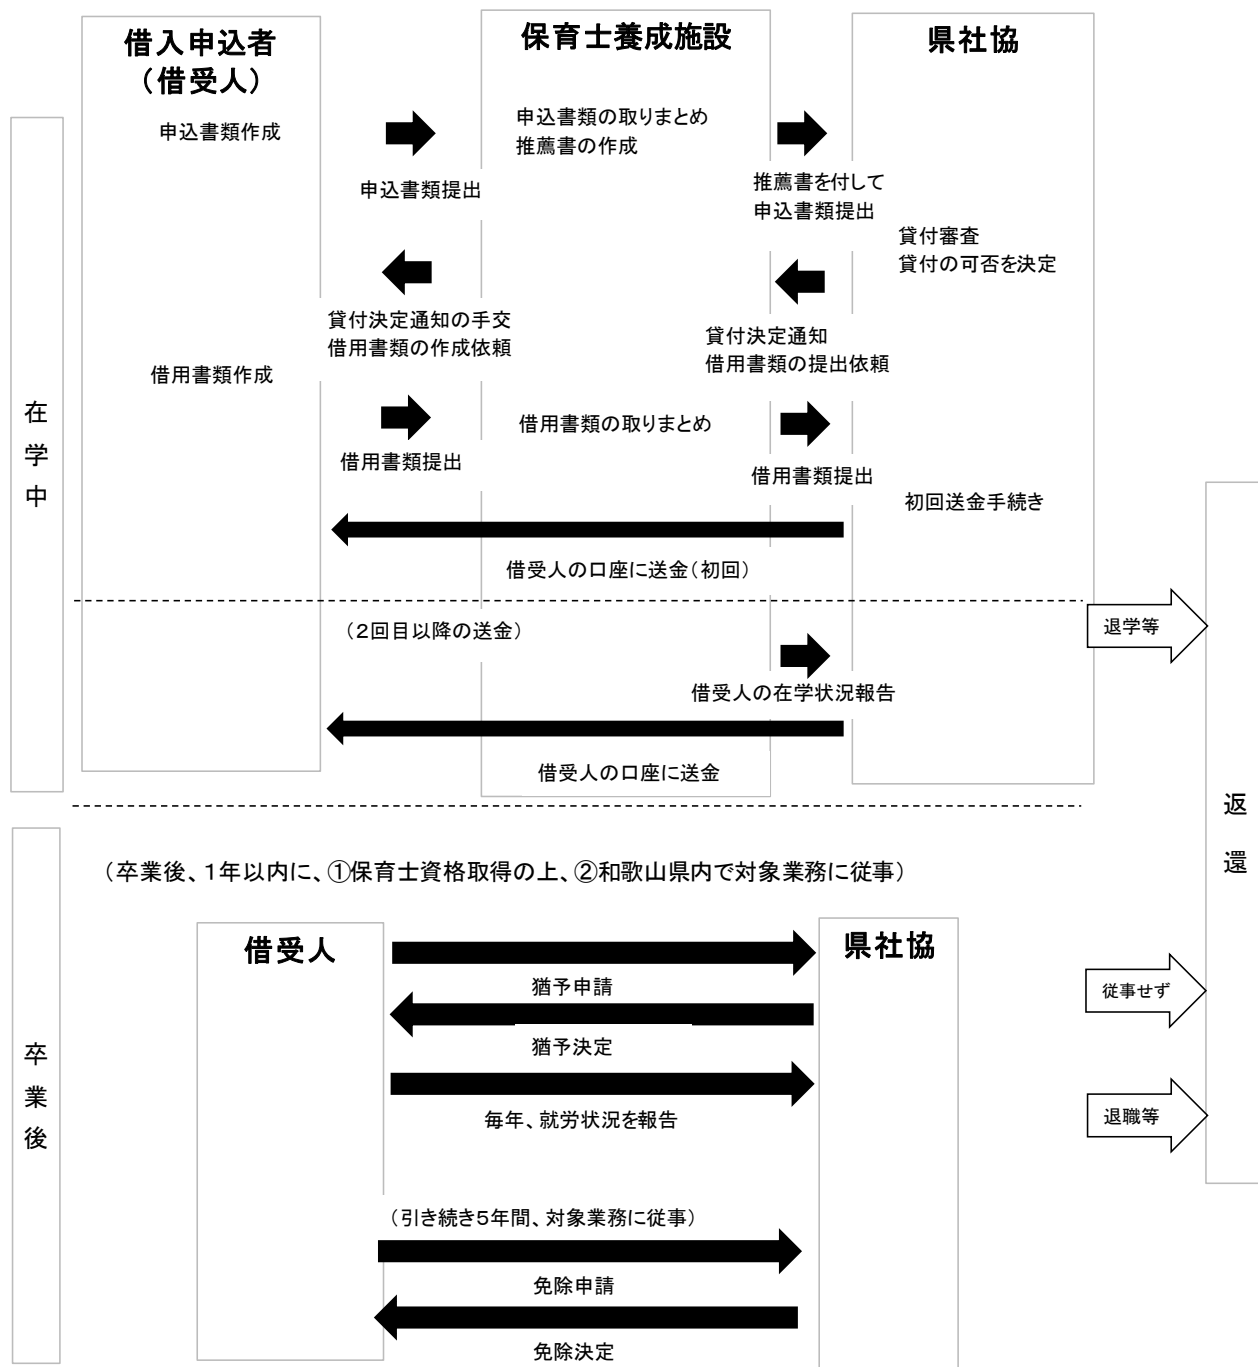 借入申込者
（借受人）
保育士養成施設
県社協
在学中
申込書類作成
申込書類の取りまとめ
推薦書の作成
申込書類提出
推薦書を付して
申込書類提出
貸付審査
貸付の可否を決定
貸付決定通知の手交
借用書類の作成依頼
貸付決定通知
借用書類の提出依頼
借用書類作成
借用書類の取りまとめ
借用書類提出
借用書類提出
初回送金手続き
借受人の口座に送金（初回）
（２回目以降の送金）
退学等
借受人の在学状況報告
借受人の口座に送金
返還
卒業後
（卒業後、１年以内に、①保育士資格取得の上、②和歌山県内で対象業務に従事）
借受人
県社協
猶予申請
従事せず
猶予決定
毎年、就労状況を報告
退職等
（引き続き５年間、対象業務に従事）
免除申請
免除決定